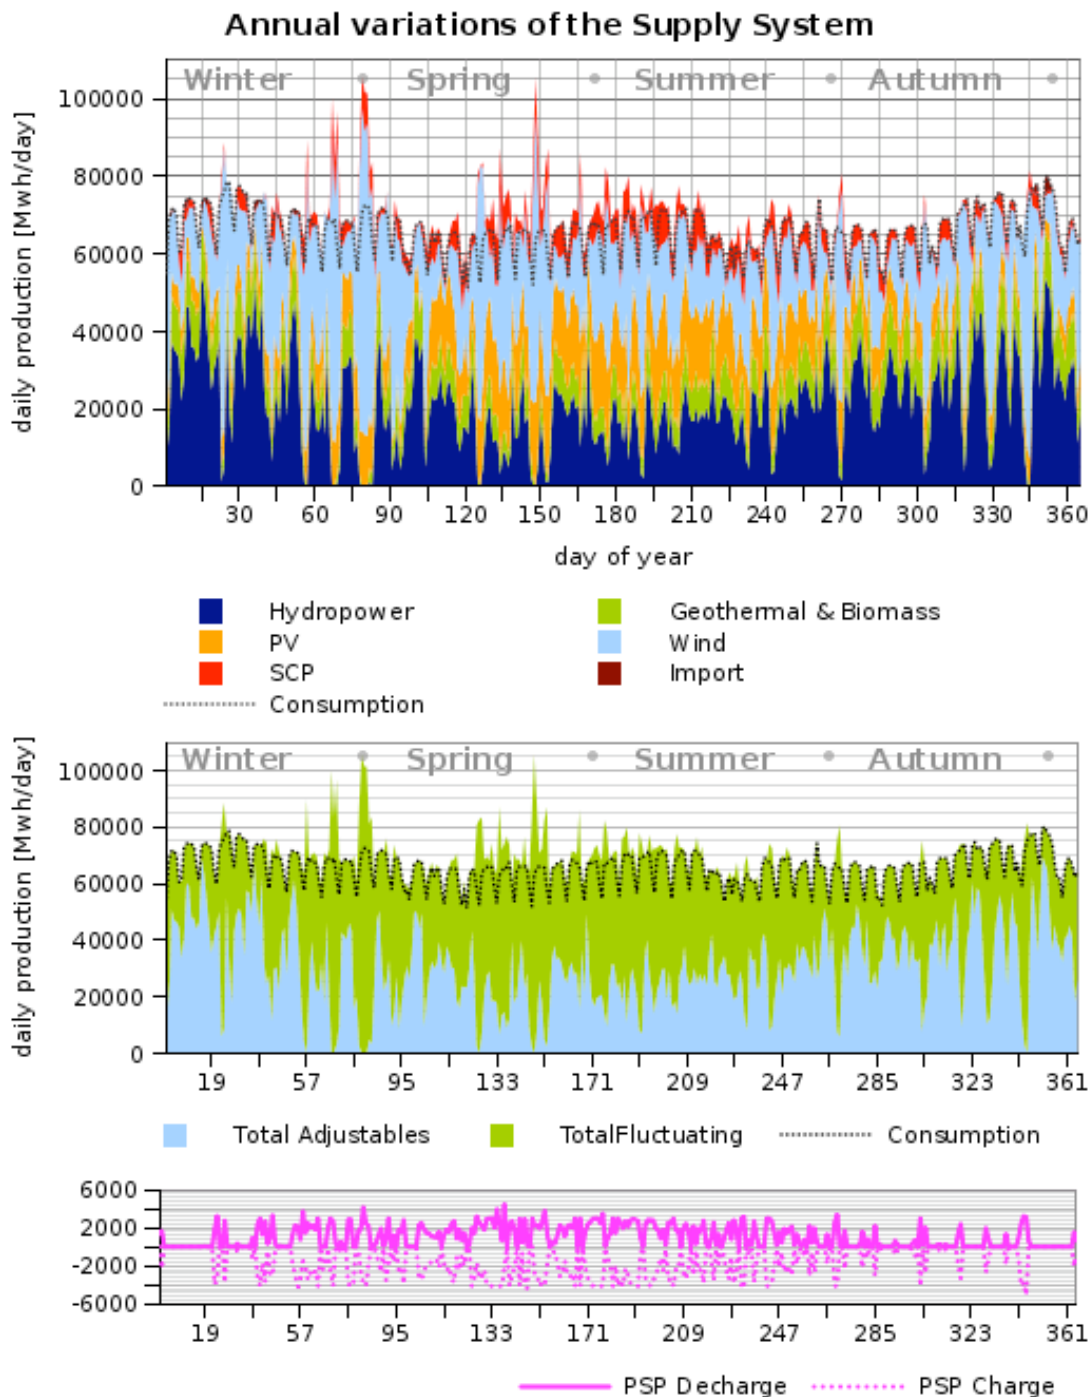 Annual variations of the Supply System
Winter Spring Summer Autumn
daily production [Mwh/day]
100000
80000
60000
40000
20000
0
30 60 90 120 150 180 210 240 270 300 330 360
day of year
Hydropower Geothermal & Biomass
PV Wind
SCP Import
Consumption
Winter Spring Summer Autumn
daily production [Mwh/day]
100000
80000
60000
40000
20000
0
19 57 95 133 171 209 247 285 323 361
Total Adjustables TotalFluctuating Consumption
6000
2000
-2000
-6000
19 57 95 133 171 209 247 285 323 361
PSP Decharge PSP Charge